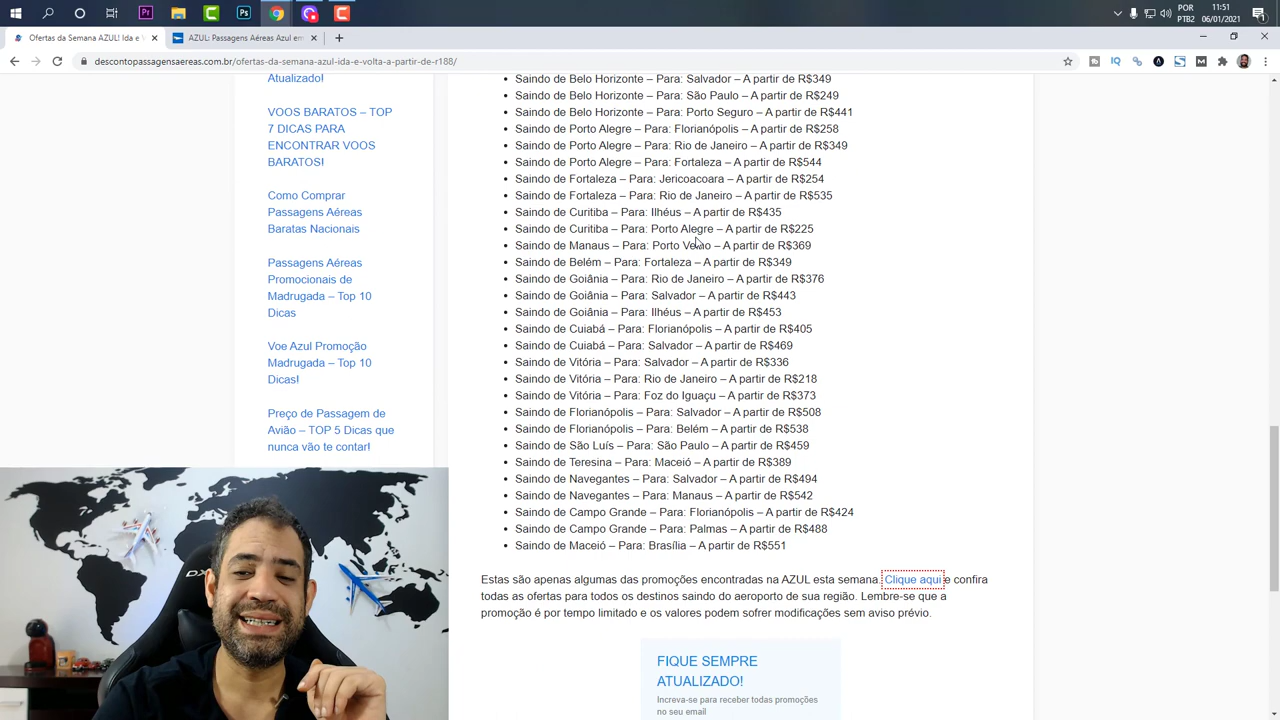 POR
PTB2
11:51
06/01/2021
Ofertas da Semana AZUL! Ida e V
AZUL: Passagens Aéreas Azul em
descontopassagensaereas.com.br/ofertas-da-semana-azul-ida-e-volta-a-partir-de-r188/
Atualizado!
VOOS BARATOS – TOP
7 DICAS PARA
ENCONTRAR VOOS
BARATOS!
Como Comprar
Passagens Aéreas
Baratas Nacionais
Passagens Aéreas
Promocionais de
Madrugada – Top 10
Dicas
Voe Azul Promoção
Madrugada – Top 10
Dicas!
Preço de Passagem de
Avião – TOP 5 Dicas que
nunca vão te contar!
Saindo de Belo Horizonte – Para: Salvador – A partir de R$349
Saindo de Belo Horizonte – Para: São Paulo – A partir de R$249
Saindo de Belo Horizonte – Para: Porto Seguro – A partir de R$441
Saindo de Porto Alegre – Para: Florianópolis – A partir de R$258
Saindo de Porto Alegre – Para: Rio de Janeiro – A partir de R$349
Saindo de Porto Alegre – Para: Fortaleza – A partir de R$544
Saindo de Fortaleza – Para: Jericoacoara – A partir de R$254
Saindo de Fortaleza – Para: Rio de Janeiro – A partir de R$535
Saindo de Curitiba – Para: Ilhéus – A partir de R$435
Saindo de Curitiba – Para: Porto Alegre – A partir de R$225
Saindo de Manaus – Para: Porto Velho – A partir de R$369
Saindo de Belém – Para: Fortaleza – A partir de R$349
Saindo de Goiânia – Para: Rio de Janeiro – A partir de R$376
Saindo de Goiânia – Para: Salvador – A partir de R$443
Saindo de Goiânia – Para: Ilhéus – A partir de R$453
Saindo de Cuiabá – Para: Florianópolis – A partir de R$405
Saindo de Cuiabá – Para: Salvador – A partir de R$469
Saindo de Vitória – Para: Salvador – A partir de R$336
Saindo de Vitória – Para: Rio de Janeiro – A partir de R$218
Saindo de Vitória – Para: Foz do Iguaçu – A partir de R$373
Saindo de Florianópolis – Para: Salvador – A partir de R$508
Saindo de Florianópolis – Para: Belém – A partir de R$538
Saindo de São Luís – Para: São Paulo – A partir de R$459
Saindo de Teresina – Para: Maceió – A partir de R$389
Saindo de Navegantes – Para: Salvador – A partir de R$494
Saindo de Navegantes – Para: Manaus – A partir de R$542
Saindo de Campo Grande – Para: Florianópolis – A partir de R$424
Saindo de Campo Grande – Para: Palmas – A partir de R$488
Saindo de Maceió – Para: Brasília – A partir de R$551
Estas são apenas algumas das promoções encontradas na AZUL esta semana. Clique aqui e confira
todas as ofertas para todos os destinos saindo do aeroporto de sua região. Lembre-se que a
promoção é por tempo limitado e os valores podem sofrer modificações sem aviso prévio.
FIQUE SEMPRE
ATUALIZADO!
Increva-se para receber todas promoções
no seu email
DX